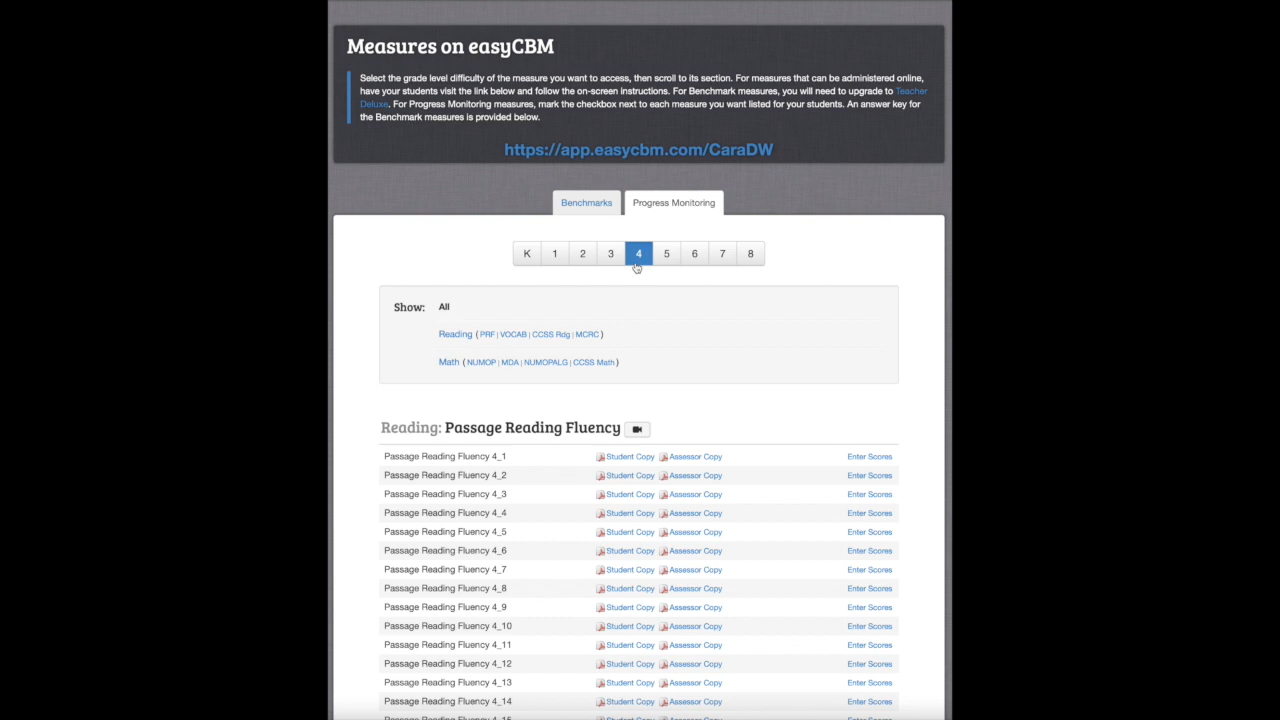 Measures on easyCBM
Select the grade level difficulty of the measure you want to access, then scroll to its section. For measures that can be administered online,
have your students visit the link below and follow the on-screen instructions. For Benchmark measures, you will need to upgrade to Teacher
Deluxe. For Progress Monitoring measures, mark the checkbox next to each measure you want listed for your students. An answer key for
the Benchmark measures is provided below.
https://app.easycbm.com/CaraDW
Benchmarks Progress Monitoring
K 1 2 3 4 5 6 7 8
Show: All
Reading ( PRF | VOCAB | CCSS Rdg | MCRC )
Math ( NUMOP | MDA | NUMOPALG | CCSS Math )
Reading: Passage Reading Fluency
Passage Reading Fluency 4_1 Student Copy Assessor Copy Enter Scores
Passage Reading Fluency 4_2 Student Copy Assessor Copy Enter Scores
Passage Reading Fluency 4_3 Student Copy Assessor Copy Enter Scores
Passage Reading Fluency 4_4 Student Copy Assessor Copy Enter Scores
Passage Reading Fluency 4_5 Student Copy Assessor Copy Enter Scores
Passage Reading Fluency 4_6 Student Copy Assessor Copy Enter Scores
Passage Reading Fluency 4_7 Student Copy Assessor Copy Enter Scores
Passage Reading Fluency 4_8 Student Copy Assessor Copy Enter Scores
Passage Reading Fluency 4_9 Student Copy Assessor Copy Enter Scores
Passage Reading Fluency 4_10 Student Copy Assessor Copy Enter Scores
Passage Reading Fluency 4_11 Student Copy Assessor Copy Enter Scores
Passage Reading Fluency 4_12 Student Copy Assessor Copy Enter Scores
Passage Reading Fluency 4_13 Student Copy Assessor Copy Enter Scores
Passage Reading Fluency 4_14 Student Copy Assessor Copy Enter Scores